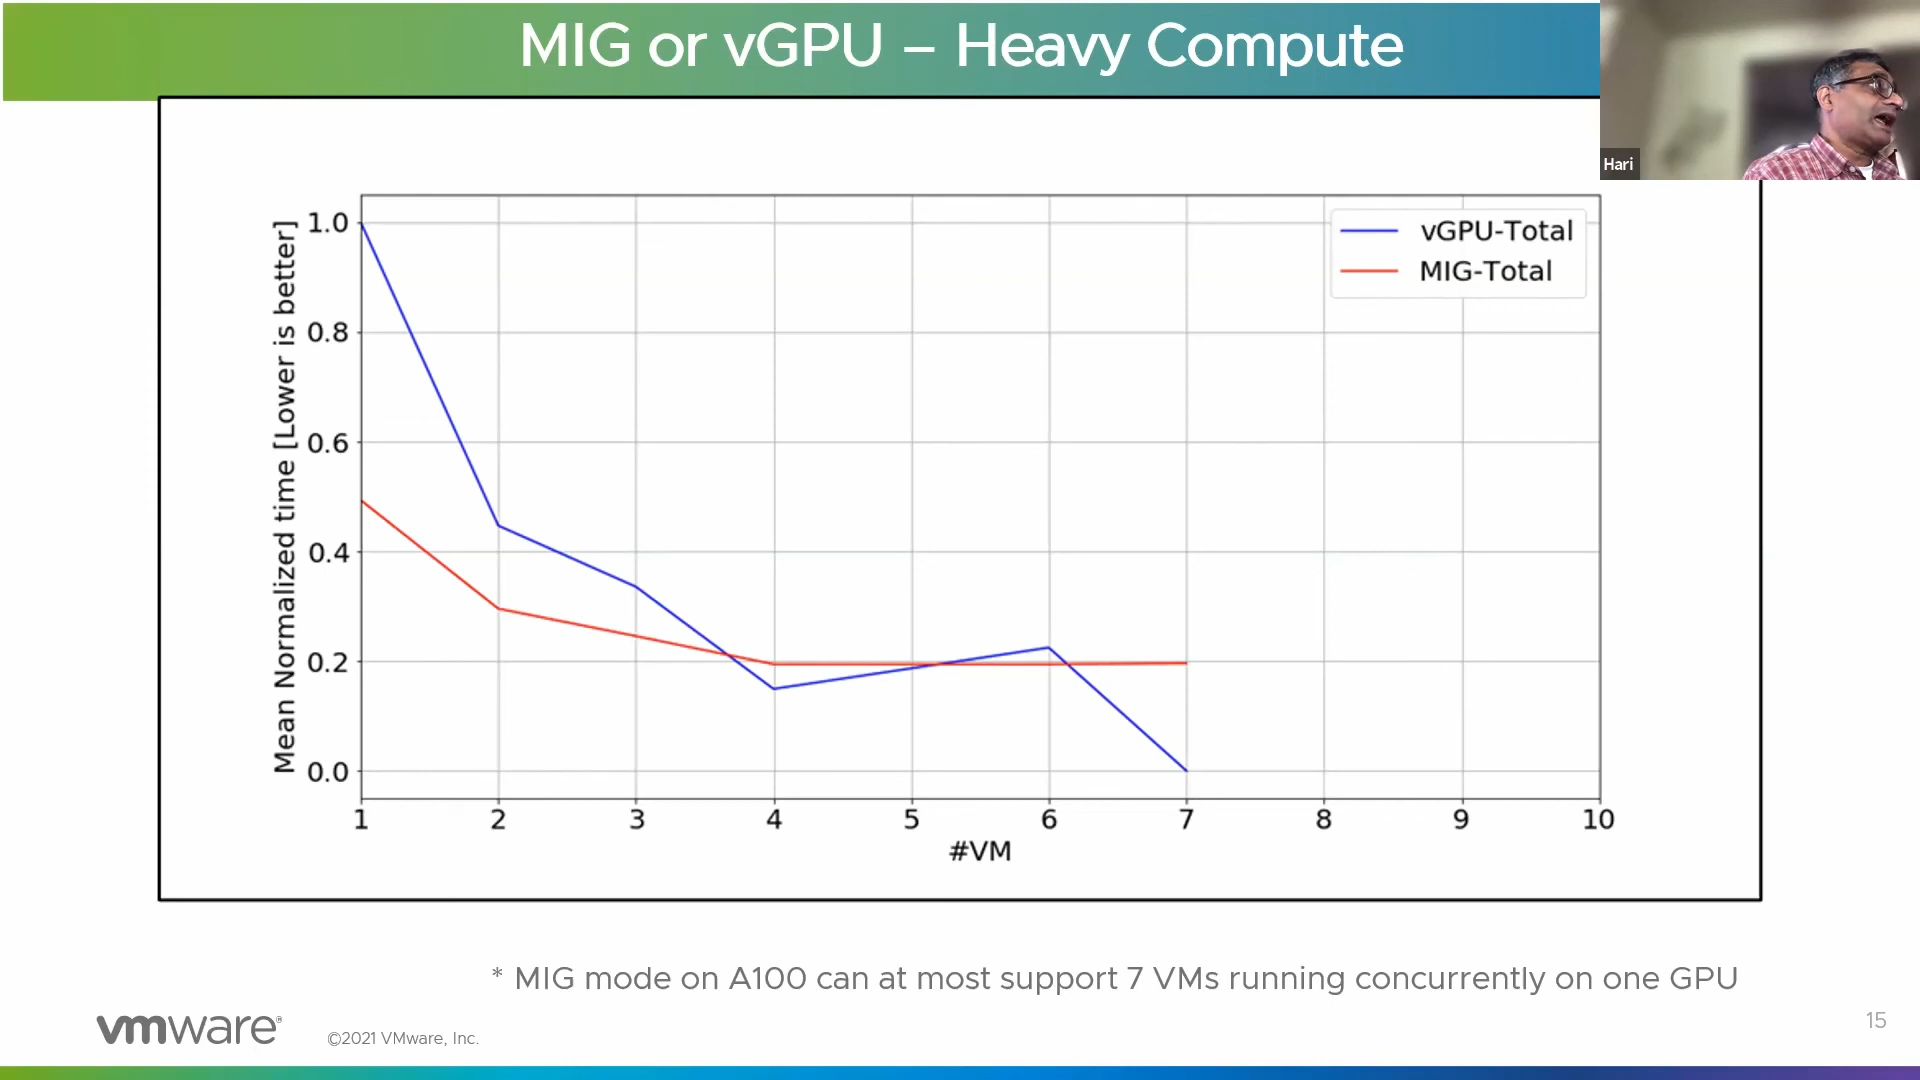 MIG or vGPU – Heavy Compute
Hari
Mean Normalized time [Lower is better]
1.0
0.8
0.6
0.4
0.2
0.0
vGPU-Total
MIG-Total
1 2 3 4 5 6 7 8 9 10
#VM
* MIG mode on A100 can at most support 7 VMs running concurrently on one GPU
vmware®
©2021 VMware, Inc.
15